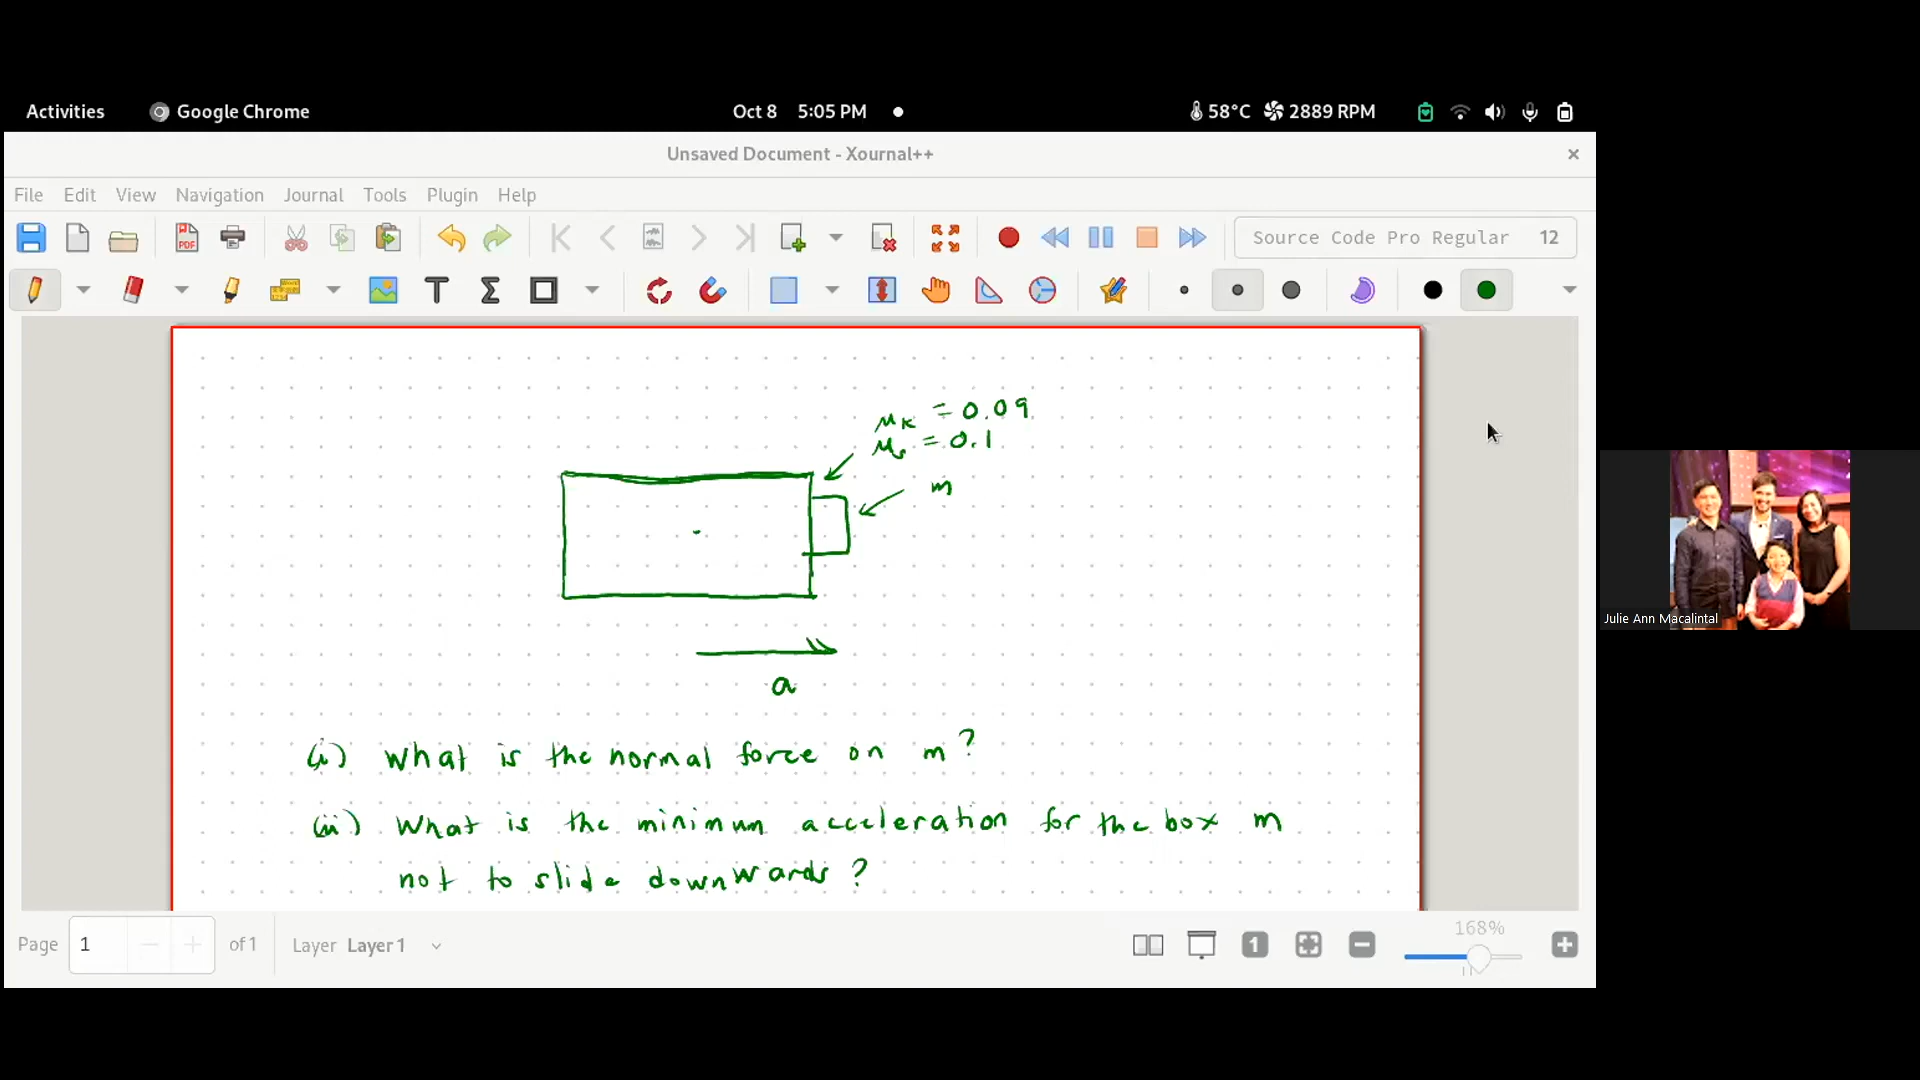 Activities Google Chrome Oct 8 5:05 PM 58°C 2889 RPM
Unsaved Document - Xournal++
File Edit View Navigation Journal Tools Plugin Help
PDF Source Code Pro Regular 12
T Σ
μk = 0.09
μs = 0.1
m
a
(i) What is the normal force on m?
(ii) What is the minimum acceleration for the box m
not to slide downwards?
Julie Ann Macalintal
Page 1 of 1 Layer Layer 1 1 168%